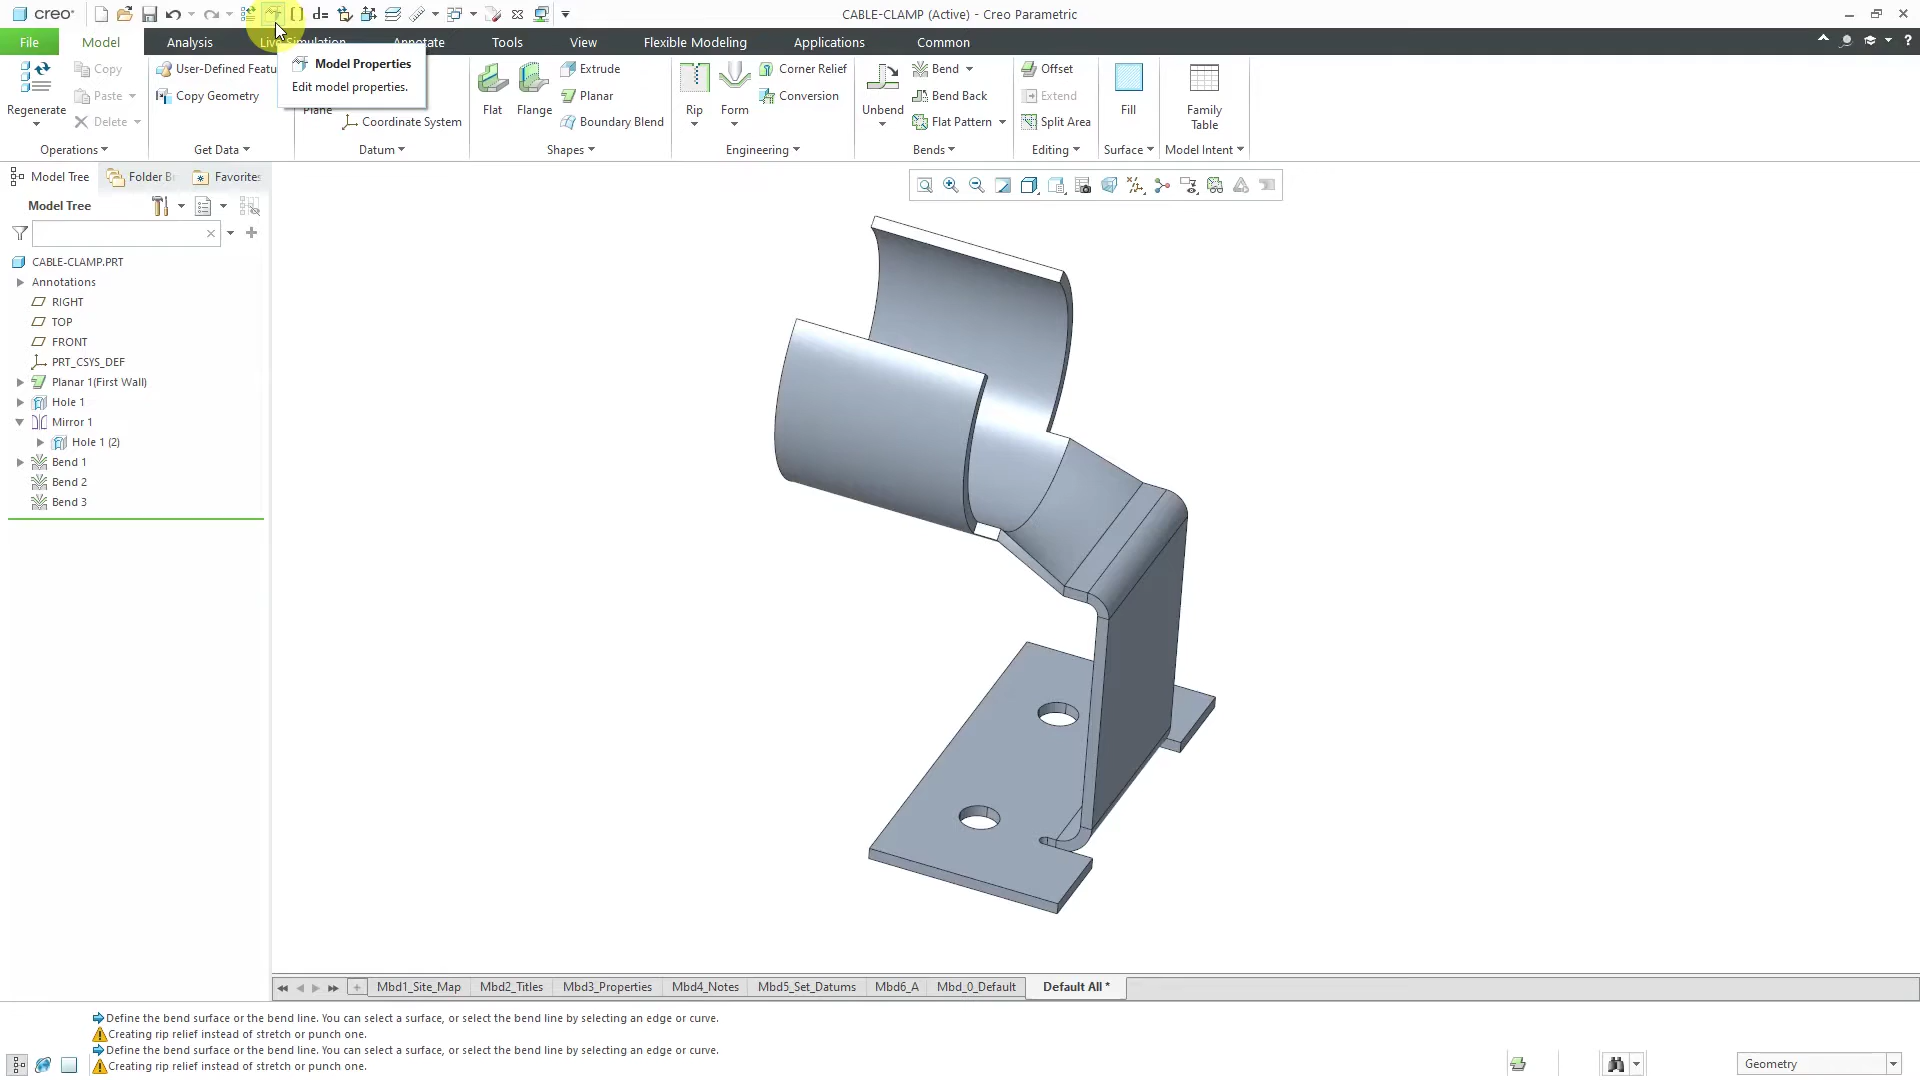 creo
CABLE-CLAMP (Active) - Creo Parametric
File
Model
Analysis
Annotate
Tools
View
Flexible Modeling
Applications
Common
Model Properties
Edit model properties.
Regenerate
Copy
Paste
Delete
Operations
Copy Geometry
Get Data
Plane
Coordinate System
Datum
Flat
Flange
Extrude
Planar
Boundary Blend
Shapes
Rip
Form
Corner Relief
Conversion
Engineering
Unbend
Bend
Bend Back
Flat Pattern
Bends
Offset
Extend
Split Area
Editing
Fill
Surface
Family
Table
Model Intent
Model Tree
Folder B
Favorites
Model Tree
CABLE-CLAMP.PRT
Annotations
RIGHT
TOP
FRONT
PRT_CSYS_DEF
Planar 1(First Wall)
Hole 1
Mirror 1
Hole 1 (2)
Bend 1
Bend 2
Bend 3
Mbd1_Site_Map
Mbd2_Titles
Mbd3_Properties
Mbd4_Notes
Mbd5_Set_Datums
Mbd6_A
Mbd_0_Default
Default All *
Define the bend surface or the bend line. You can select a surface, or select the bend line by selecting an edge or curve.
Creating rip relief instead of stretch or punch one.
Define the bend surface or the bend line. You can select a surface, or select the bend line by selecting an edge or curve.
Creating rip relief instead of stretch or punch one.
Geometry